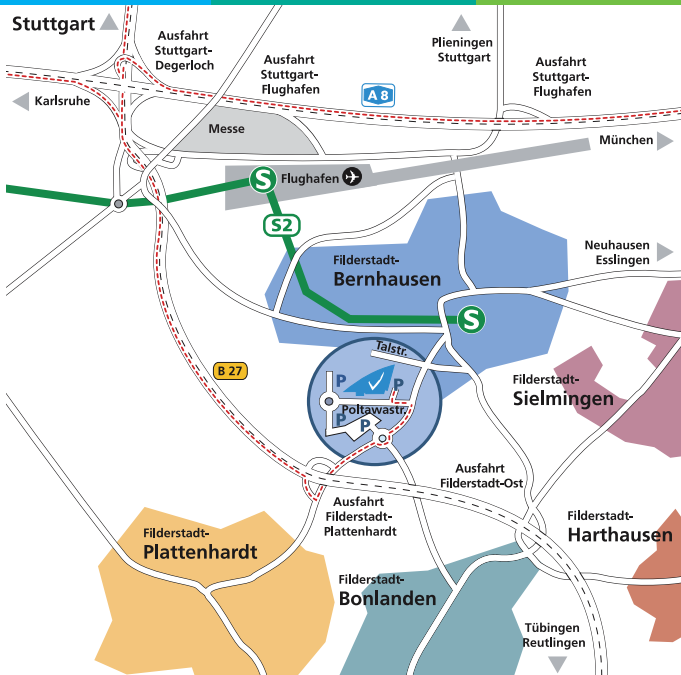 Stuttgart
Ausfahrt
Stuttgart-
Degerloch
Ausfahrt
Stuttgart-
Flughafen
Plieningen
Stuttgart
Ausfahrt
Stuttgart-
Flughafen
Karlsruhe
A 8
Messe
München
S
Flughafen
S2
Filderstadt-
Bernhausen
Neuhausen
Esslingen
S
Talstr.
B 27
P
P
Poltawastr.
P
P
Filderstadt-
Sielmingen
Ausfahrt
Filderstadt-Ost
Ausfahrt
Filderstadt-
Plattenhardt
Filderstadt-
Harthausen
Filderstadt-
Plattenhardt
Filderstadt-
Bonlanden
Tübingen
Reutlingen